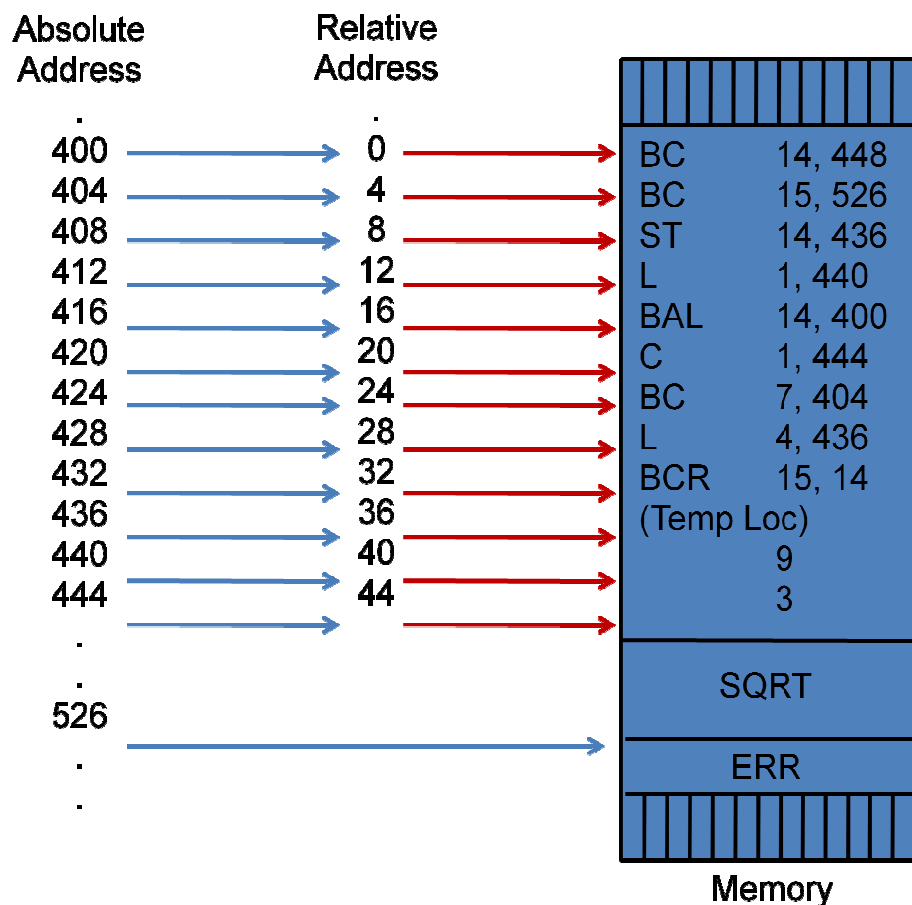 Absolute Address
Relative Address
.
.
400 0 BC 14, 448
404 4 BC 15, 526
408 8 ST 14, 436
412 12 L 1, 440
416 16 BAL 14, 400
420 20 C 1, 444
424 24 BC 7, 404
428 28 L 4, 436
432 32 BCR 15, 14
436 36 (Temp Loc)
440 40 9
444 44 3
.
.
SQRT
526
ERR
.
.
Memory